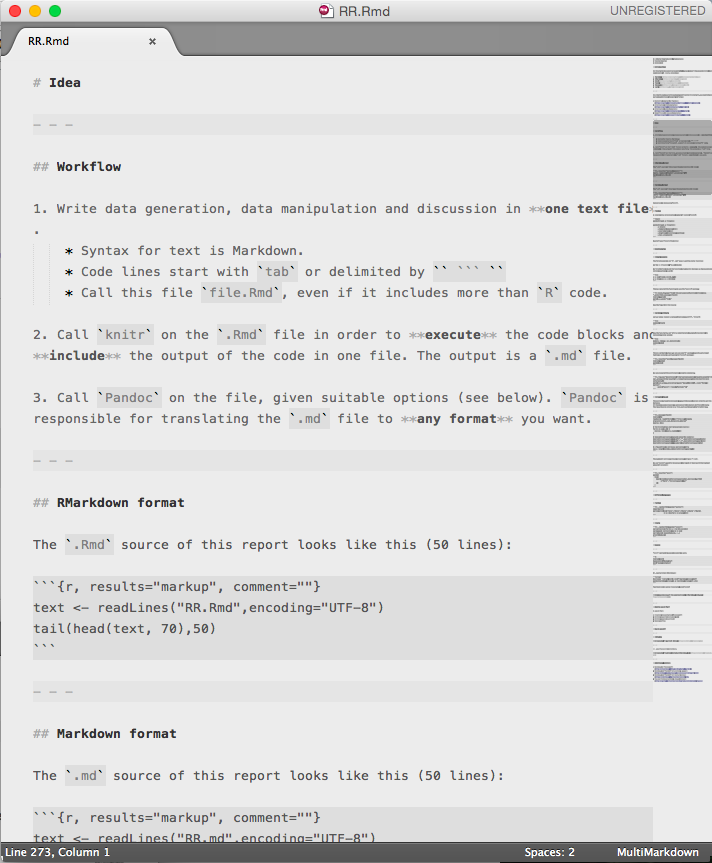 RR.Rmd
UNREGISTERED
RR.Rmd ×
# Idea
– – –
## Workflow
1. Write data generation, data manipulation and discussion in **one text file*
.
* Syntax for text is Markdown.
* Code lines start with `tab` or delimited by `` ``` ``
* Call this file `file.Rmd`, even if it includes more than `R` code.
2. Call `knitr` on the `.Rmd` file in order to **execute** the code blocks and
**include** the output of the code in one file. The output is a `.md` file.
3. Call `Pandoc` on the file, given suitable options (see below). `Pandoc` is
responsible for translating the `.md` file to **any format** you want.
– – –
## RMarkdown format
The `.Rmd` source of this report looks like this (50 lines):
```{r, results="markup", comment=""}
text <- readLines("RR.Rmd",encoding="UTF-8")
tail(head(text, 70),50)
```
– – –
## Markdown format
The `.md` source of this report looks like this (50 lines):
```{r, results="markup", comment=""}
text <- readLines("RR.md",encoding="UTF-8")
Line 273, Column 1
Spaces: 2
MultiMarkdown